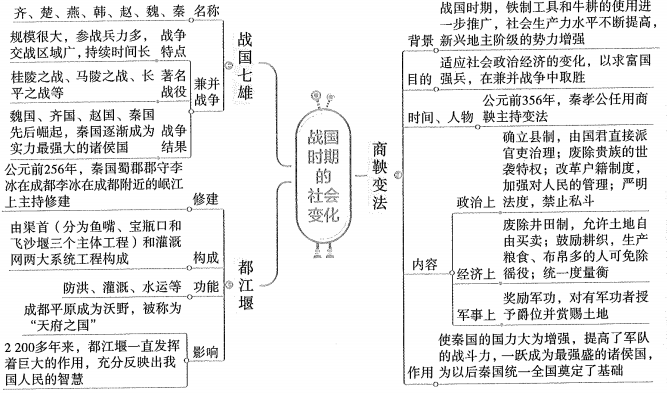 战国时期的社会变化
战国七雄
名称
齐、楚、燕、韩、赵、魏、秦
兼并战争
战争特点
规模很大，参战兵力多，
交战区域广，持续时间长
著名战役
桂陵之战、马陵之战、长
平之战等
战争结果
魏国、齐国、赵国、秦国
先后崛起，秦国逐渐成为
实力最强大的诸侯国
都江堰
修建
公元前256年，秦国蜀郡郡守李
冰在成都李冰在成都附近的岷江
上主持修建
构成
由渠首（分为鱼嘴、宝瓶口和
飞沙堰三个主体工程）和灌溉
网两大系统工程构成
功能
防洪、灌溉、水运等
影响
成都平原成为沃野，被称为
“天府之国”
2 200多年来，都江堰一直发挥
着巨大的作用，充分反映出我
国人民的智慧
商鞅变法
背景
战国时期，铁制工具和牛耕的使用进
一步推广，社会生产力水平不断提高，
新兴地主阶级的势力增强
目的
适应社会政治经济的变化，以求富国
强兵，在兼并战争中取胜
时间、人物
公元前356年，秦孝公任用商
鞅主持变法
内容
政治上
确立县制，由国君直接派
官吏治理；废除贵族的世
袭特权；改革户籍制度，
加强对人民的管理；严明
法度，禁止私斗
经济上
废除井田制，允许土地自
由买卖；鼓励耕织，生产
粮食、布帛多的人可免除
徭役；统一度量衡
军事上
奖励军功，对有军功者授
予爵位并赏赐土地
作用
使秦国的国力大为增强，提高了军队
的战斗力，一跃成为最强盛的诸侯国，
为以后秦国统一全国奠定了基础